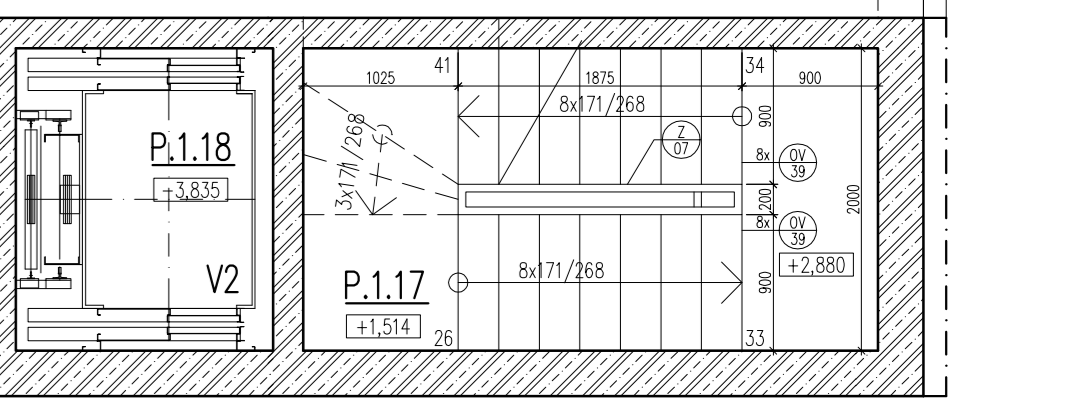 41
34
1025
1875
900
8x171/268
3x171/268
900
Z
07
8x
OV
39
P.1.18
+3,835
200
2000
8x
OV
39
+2,880
V2
P.1.17
+1,514
8x171/268
900
26
33